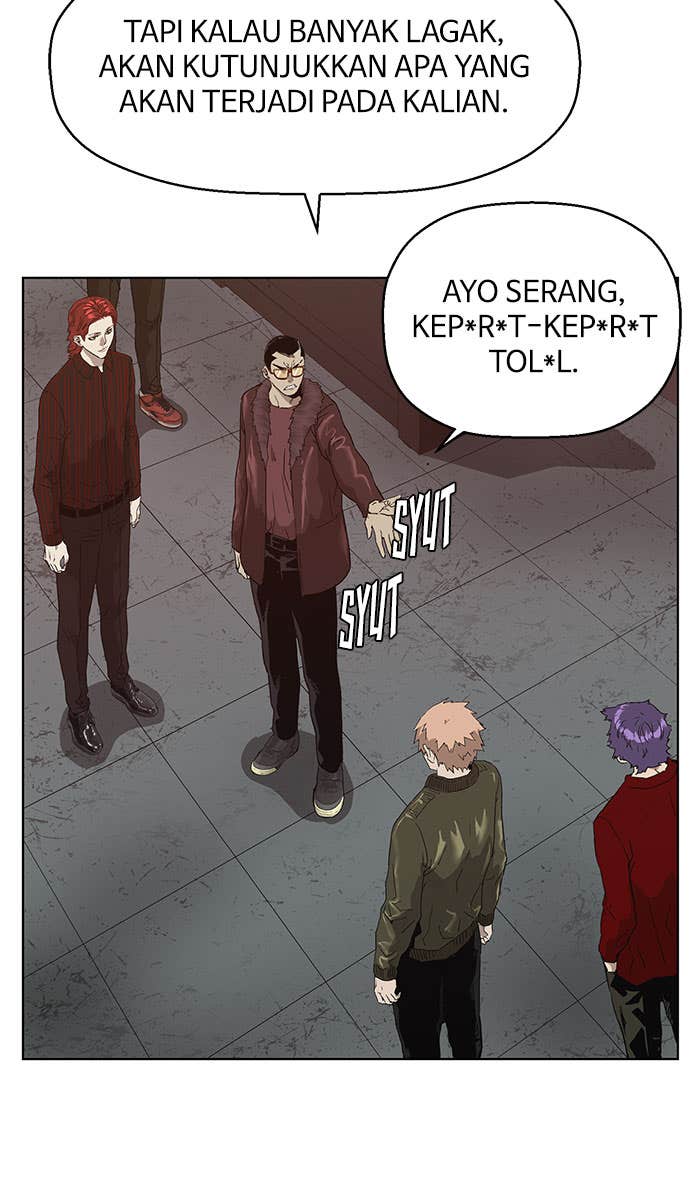 TAPI KALAU BANYAK LAGAK,
AKAN KUTUNJUKKAN APA YANG
AKAN TERJADI PADA KALIAN.
AYO SERANG,
KEP*R*T-KEP*R*T
TOL*L.
SYUT
SYUT